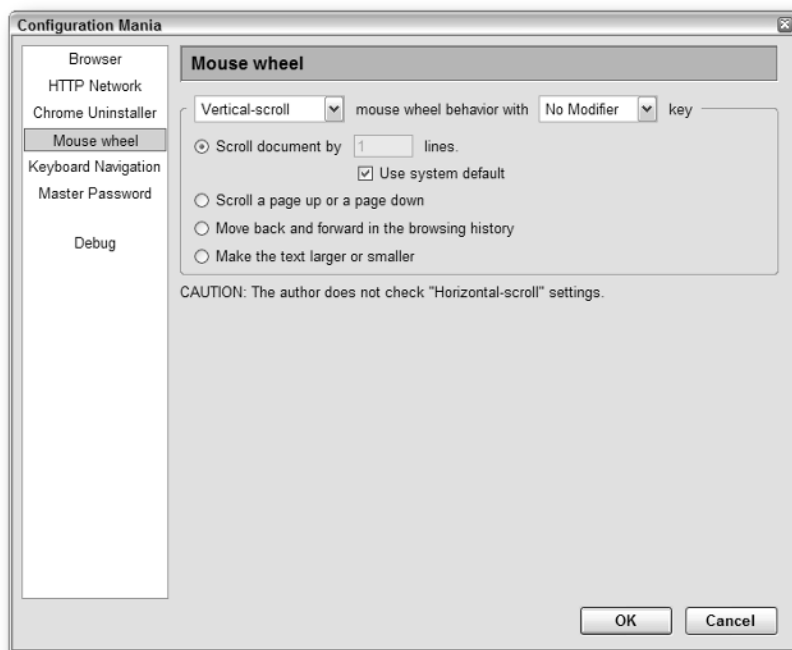 Configuration Mania
Browser
HTTP Network
Chrome Uninstaller
Mouse wheel
Keyboard Navigation
Master Password
Debug
Mouse wheel
Vertical-scroll mouse wheel behavior with No Modifier key
Scroll document by 1 lines.
Use system default
Scroll a page up or a page down
Move back and forward in the browsing history
Make the text larger or smaller
CAUTION: The author does not check "Horizontal-scroll" settings.
OK Cancel